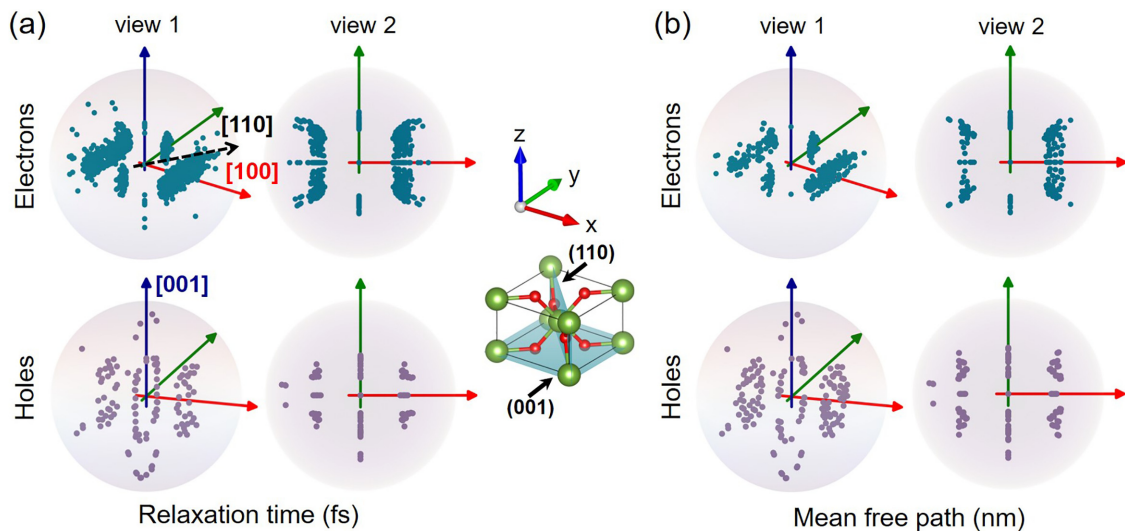 (a)
view 1
view 2
Electrons
[110]
[100]
Holes
[001]
Relaxation time (fs)
z
y
x
(110)
(001)
(b)
view 1
view 2
Electrons
Holes
Mean free path (nm)